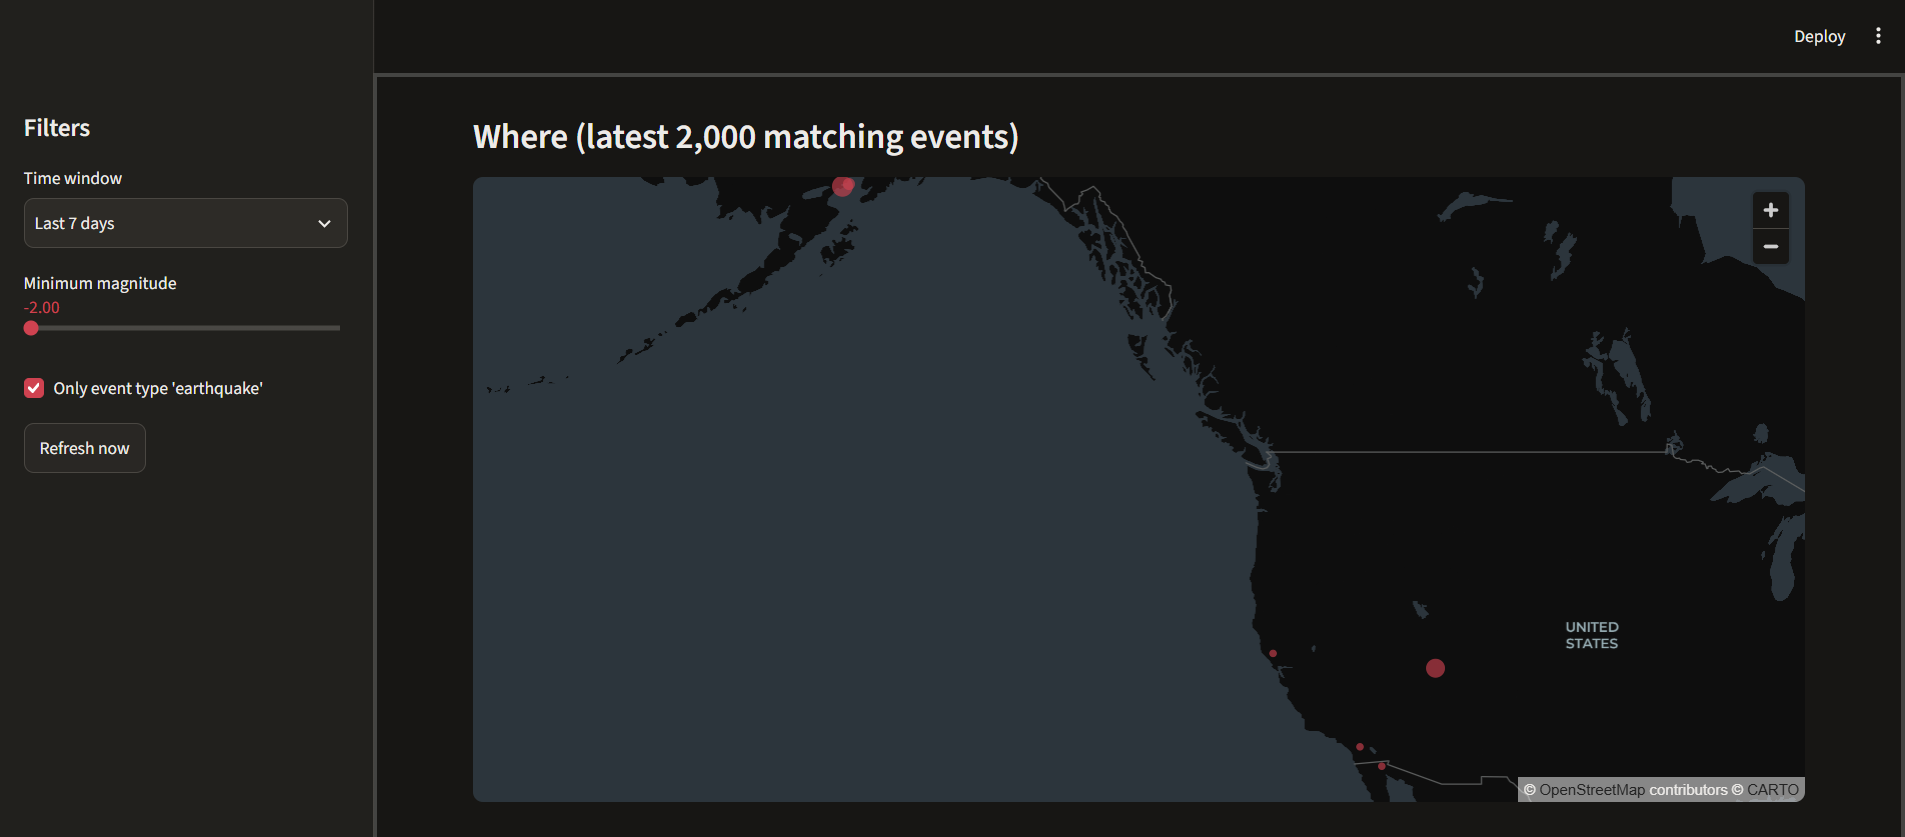 Deploy
Filters
Time window
Last 7 days
Minimum magnitude
-2.00
Only event type 'earthquake'
Refresh now
Where (latest 2,000 matching events)
UNITED
STATES
© OpenStreetMap contributors © CARTO